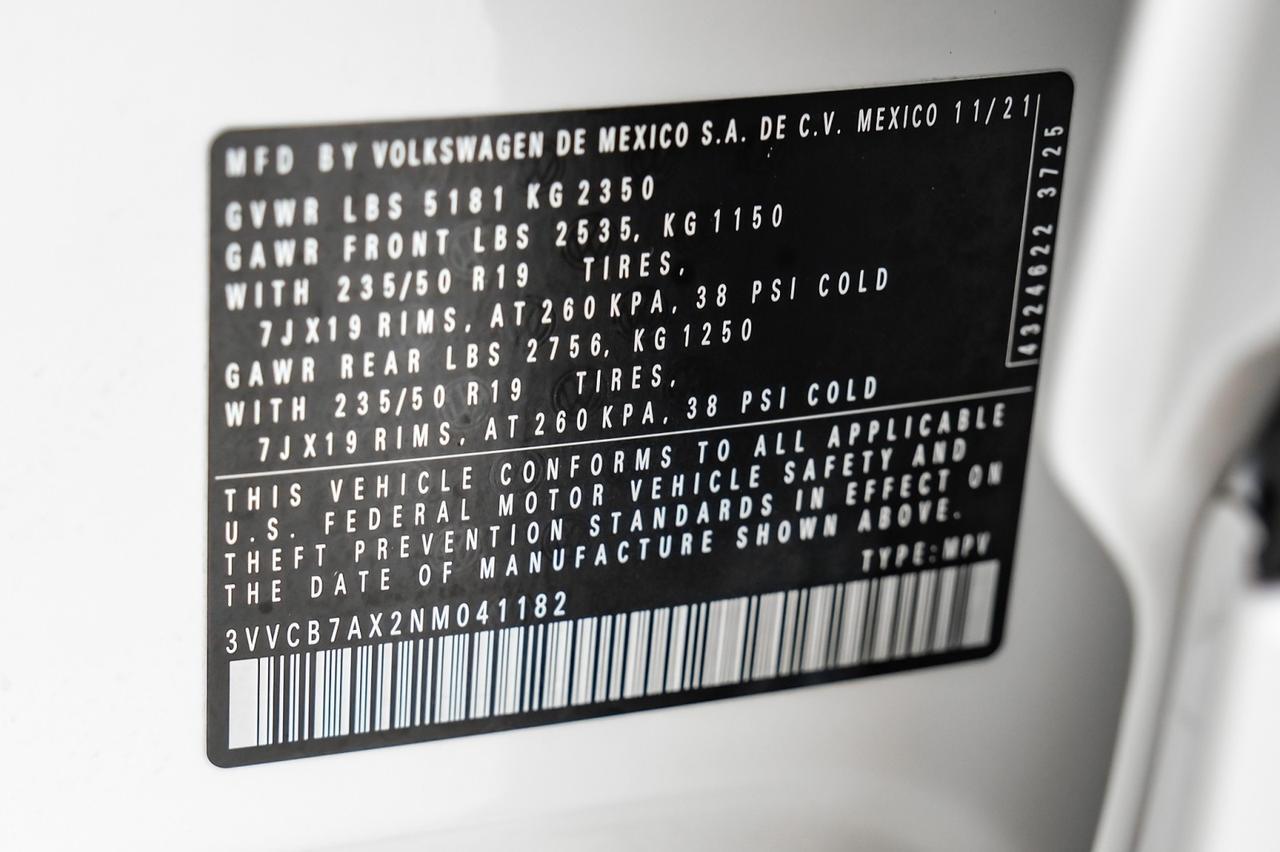 MFD BY VOLKSWAGEN DE MEXICO S.A. DE C.V. MEXICO 11/21
GVWR LBS 5181 KG 2350
GAWR FRONT LBS 2535, KG 1150
WITH 235/50 R19 TIRES,
7JX19 RIMS, AT 260 KPA, 38 PSI COLD
GAWR REAR LBS 2756, KG 1250
WITH 235/50 R19 TIRES,
7JX19 RIMS, AT 260 KPA, 38 PSI COLD
4324622 3725
THIS VEHICLE CONFORMS TO ALL APPLICABLE
U.S. FEDERAL MOTOR VEHICLE SAFETY AND
THEFT PREVENTION STANDARDS IN EFFECT ON
THE DATE OF MANUFACTURE SHOWN ABOVE.
TYPE:MPV
3VVCB7AX2NM041182